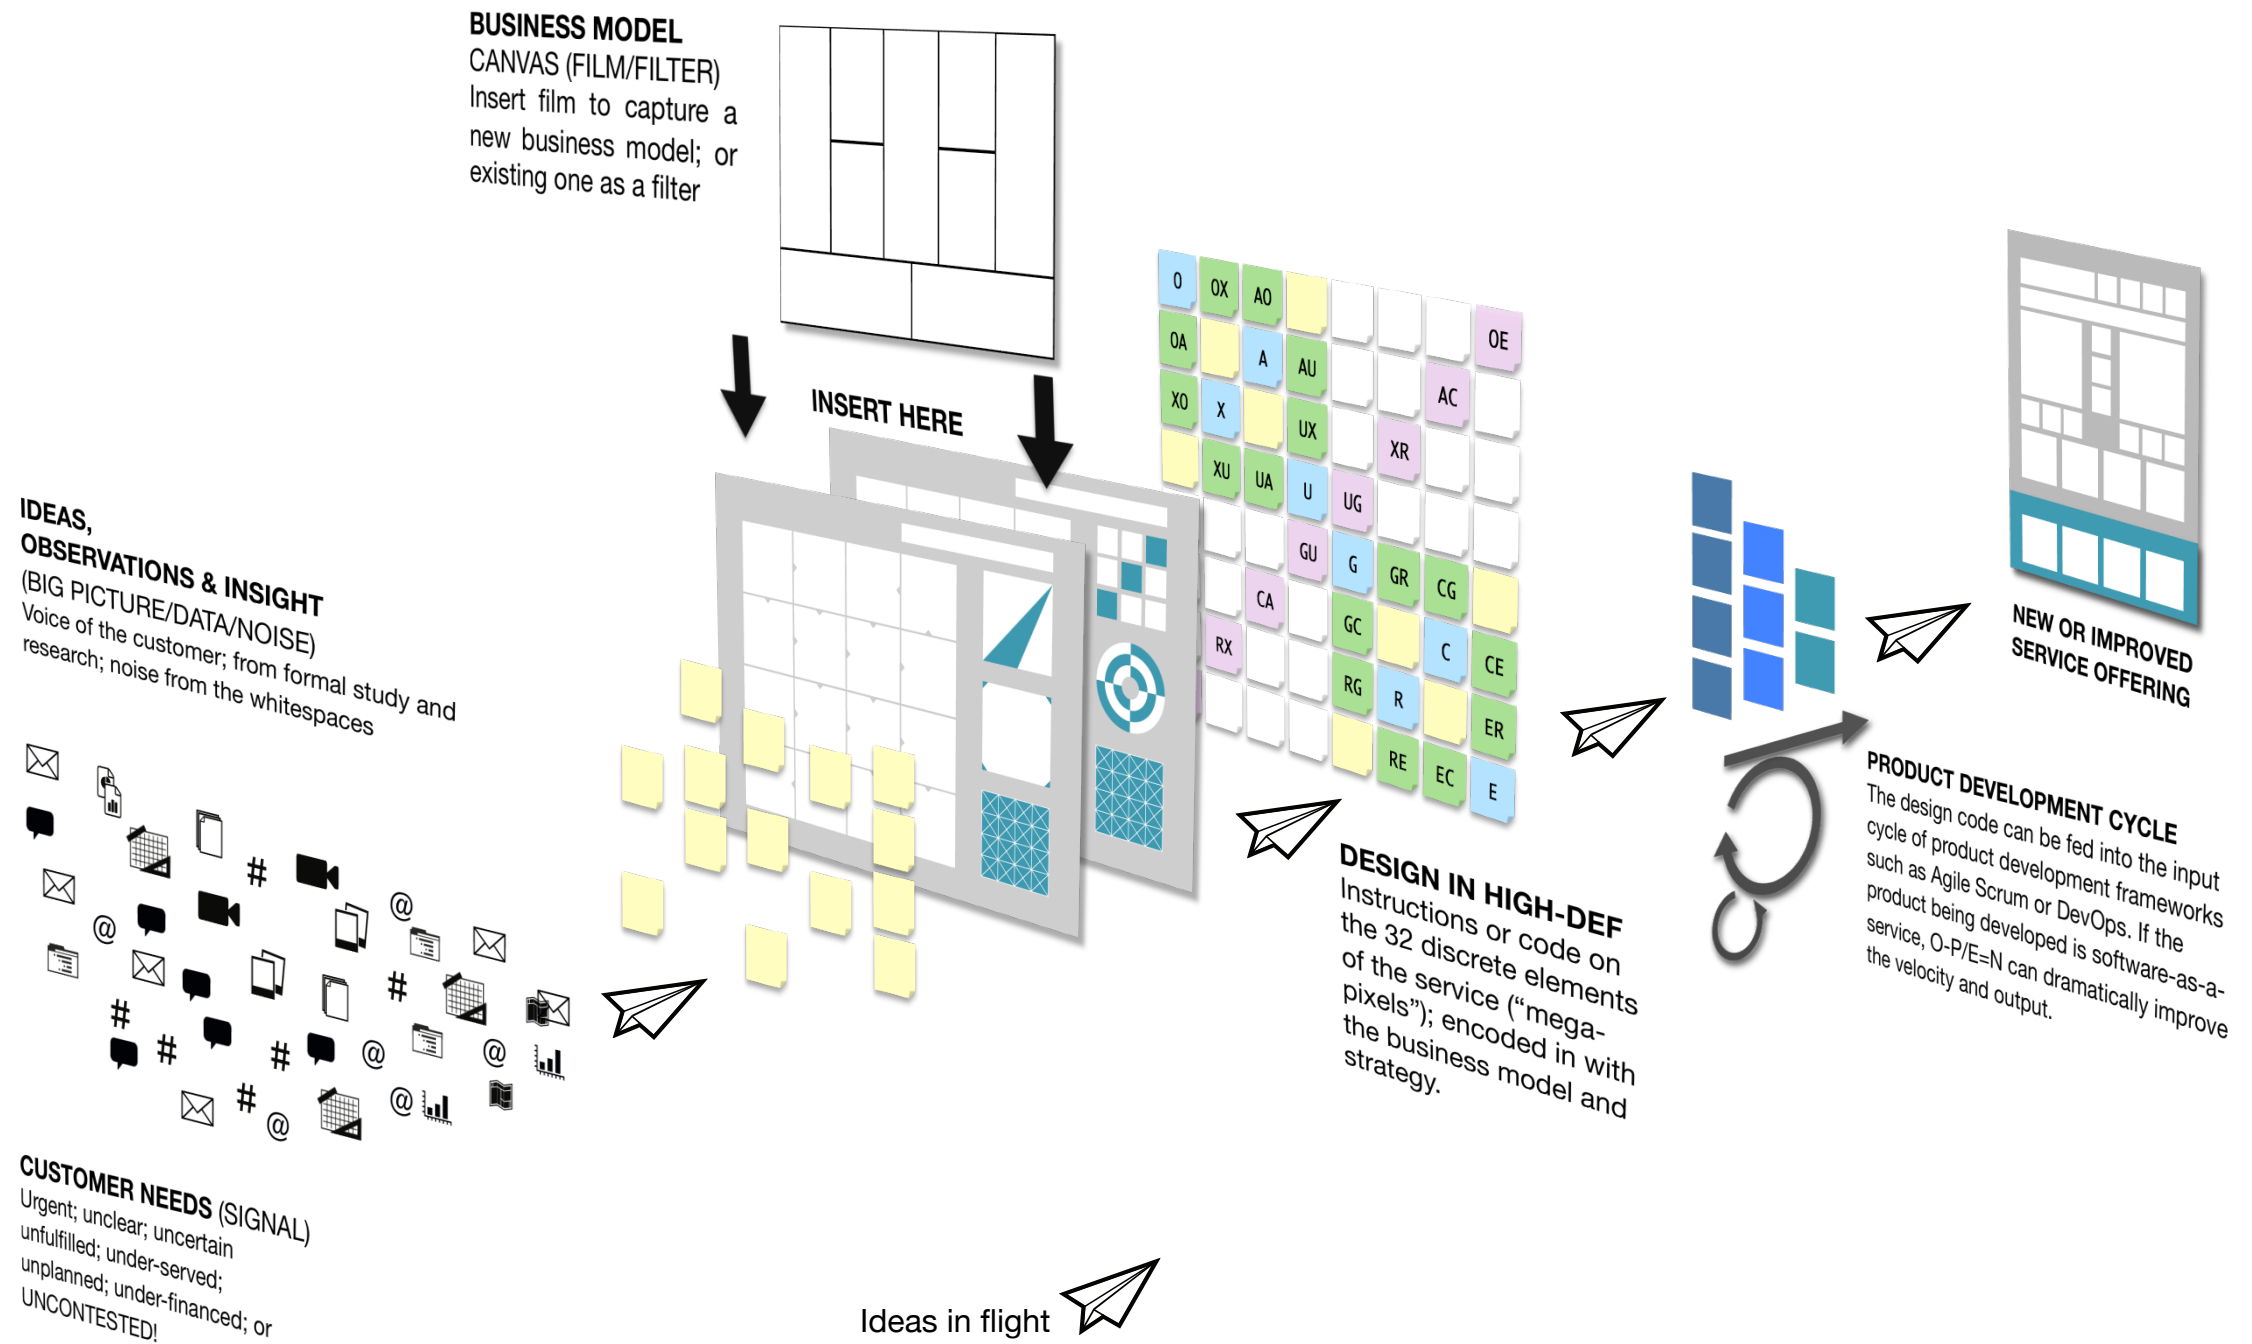 BUSINESS MODEL
CANVAS (FILM/FILTER)
Insert film to capture a
new business model; or
existing one as a filter
INSERT HERE
IDEAS,
OBSERVATIONS & INSIGHT
(BIG PICTURE/DATA/NOISE)
Voice of the customer; from formal study and
research; noise from the whitespaces
# @
@
#
# #
# @ @
# @
@
CUSTOMER NEEDS (SIGNAL)
Urgent; unclear; uncertain
unfulfilled; under-served;
unplanned; under-financed; or
UNCONTESTED!
O OX AO OE
OA A AU AC
XO X UX XR
XU UA U UG
GU G GR CG
CA GC C CE
RX RG R ER
RE EC E
DESIGN IN HIGH-DEF
Instructions or code on
the 32 discrete elements
of the service (“mega-
pixels”); encoded in with
the business model and
strategy.
PRODUCT DEVELOPMENT CYCLE
The design code can be fed into the input
cycle of product development frameworks
such as Agile Scrum or DevOps. If the
product being developed is software-as-a-
service, O-P/E=N can dramatically improve
the velocity and output.
NEW OR IMPROVED
SERVICE OFFERING
Ideas in flight